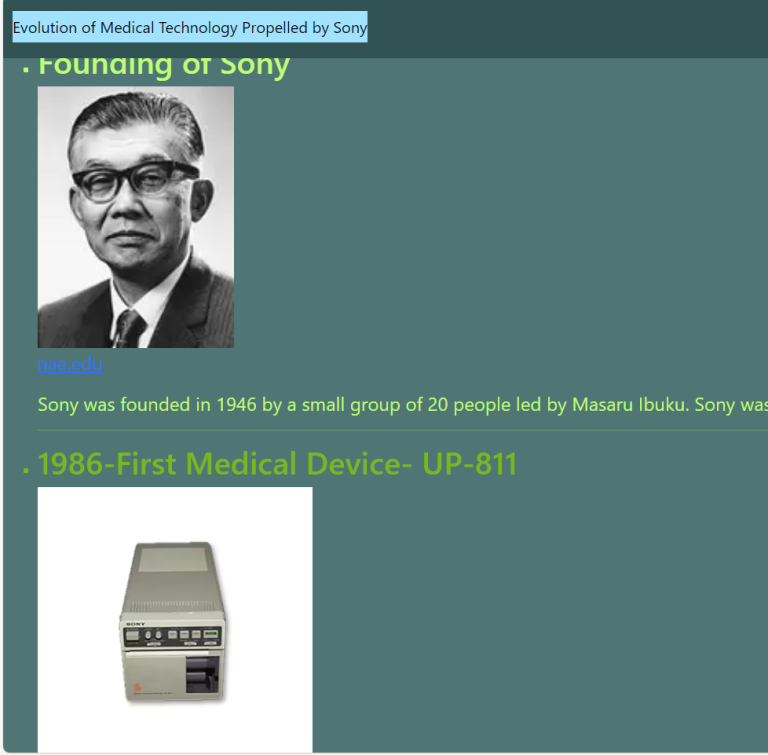 Evolution of Medical Technology Propelled by Sony
Founding of Sony
nae.edu
Sony was founded in 1946 by a small group of 20 people led by Masaru Ibuku. Sony was
1986-First Medical Device- UP-811
SONY